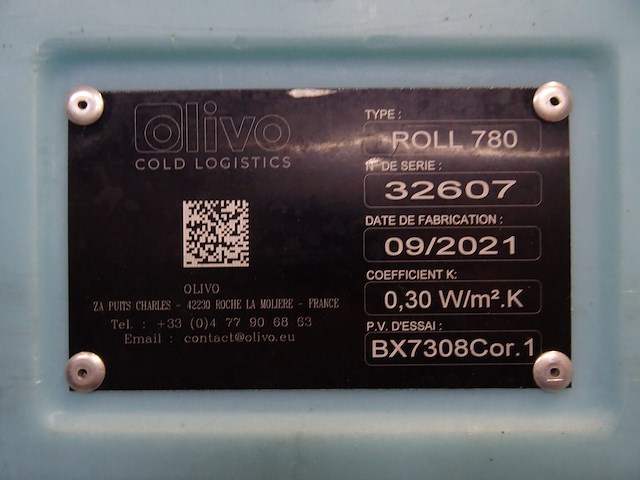 olivo
COLD LOGISTICS
OLIVO
ZA PUITS CHARLES - 42230 ROCHE LA MOLIERE - FRANCE
Tel. : +33 (0)4 77 90 68 63
Email : contact@olivo.eu
TYPE :
ROLL 780
N° DE SERIE :
32607
DATE DE FABRICATION :
09/2021
COEFFICIENT K:
0,30 W/m².K
P.V. D'ESSAI :
BX7308Cor.1